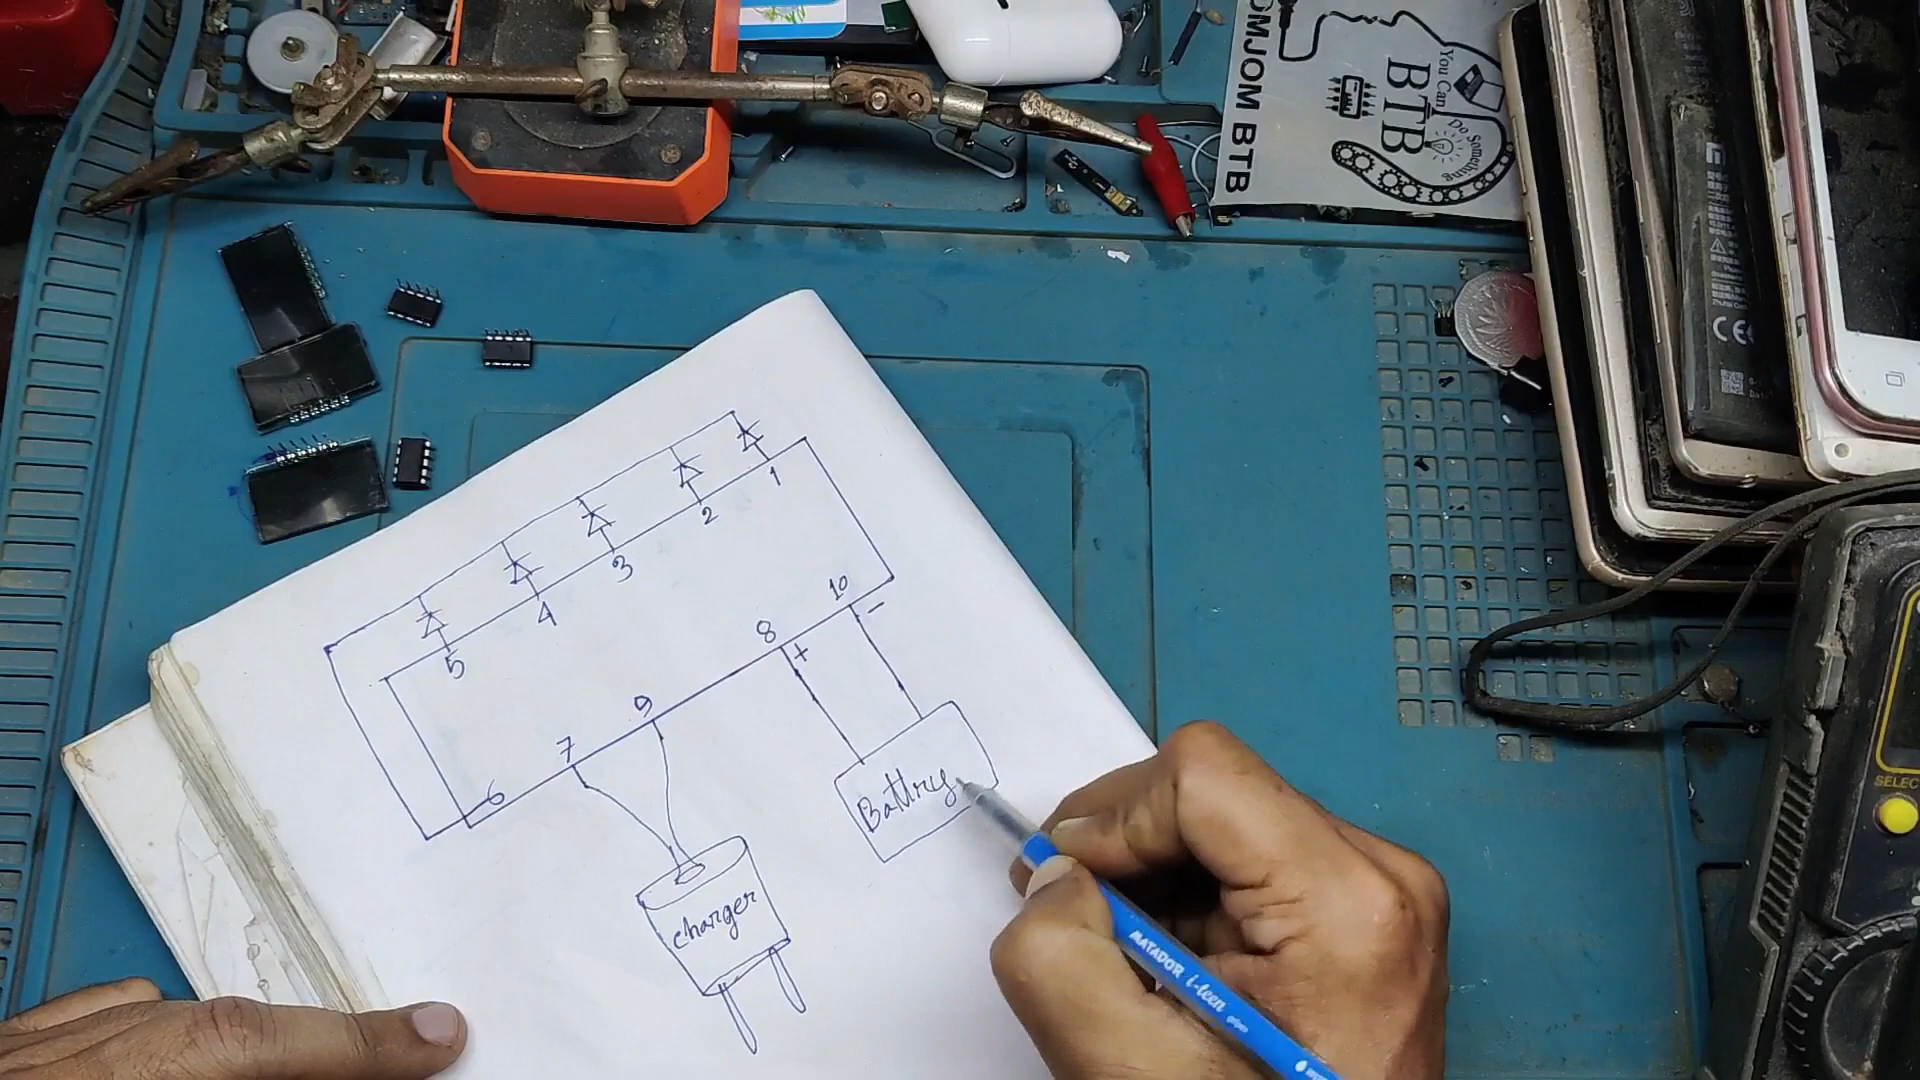 OMJOM BTB
You Can
Do Something
BTB
CE
SELEC
1
2
3
4
5
10
-
8
+
9
7
6
Battry
charger
MATADOR i-teen